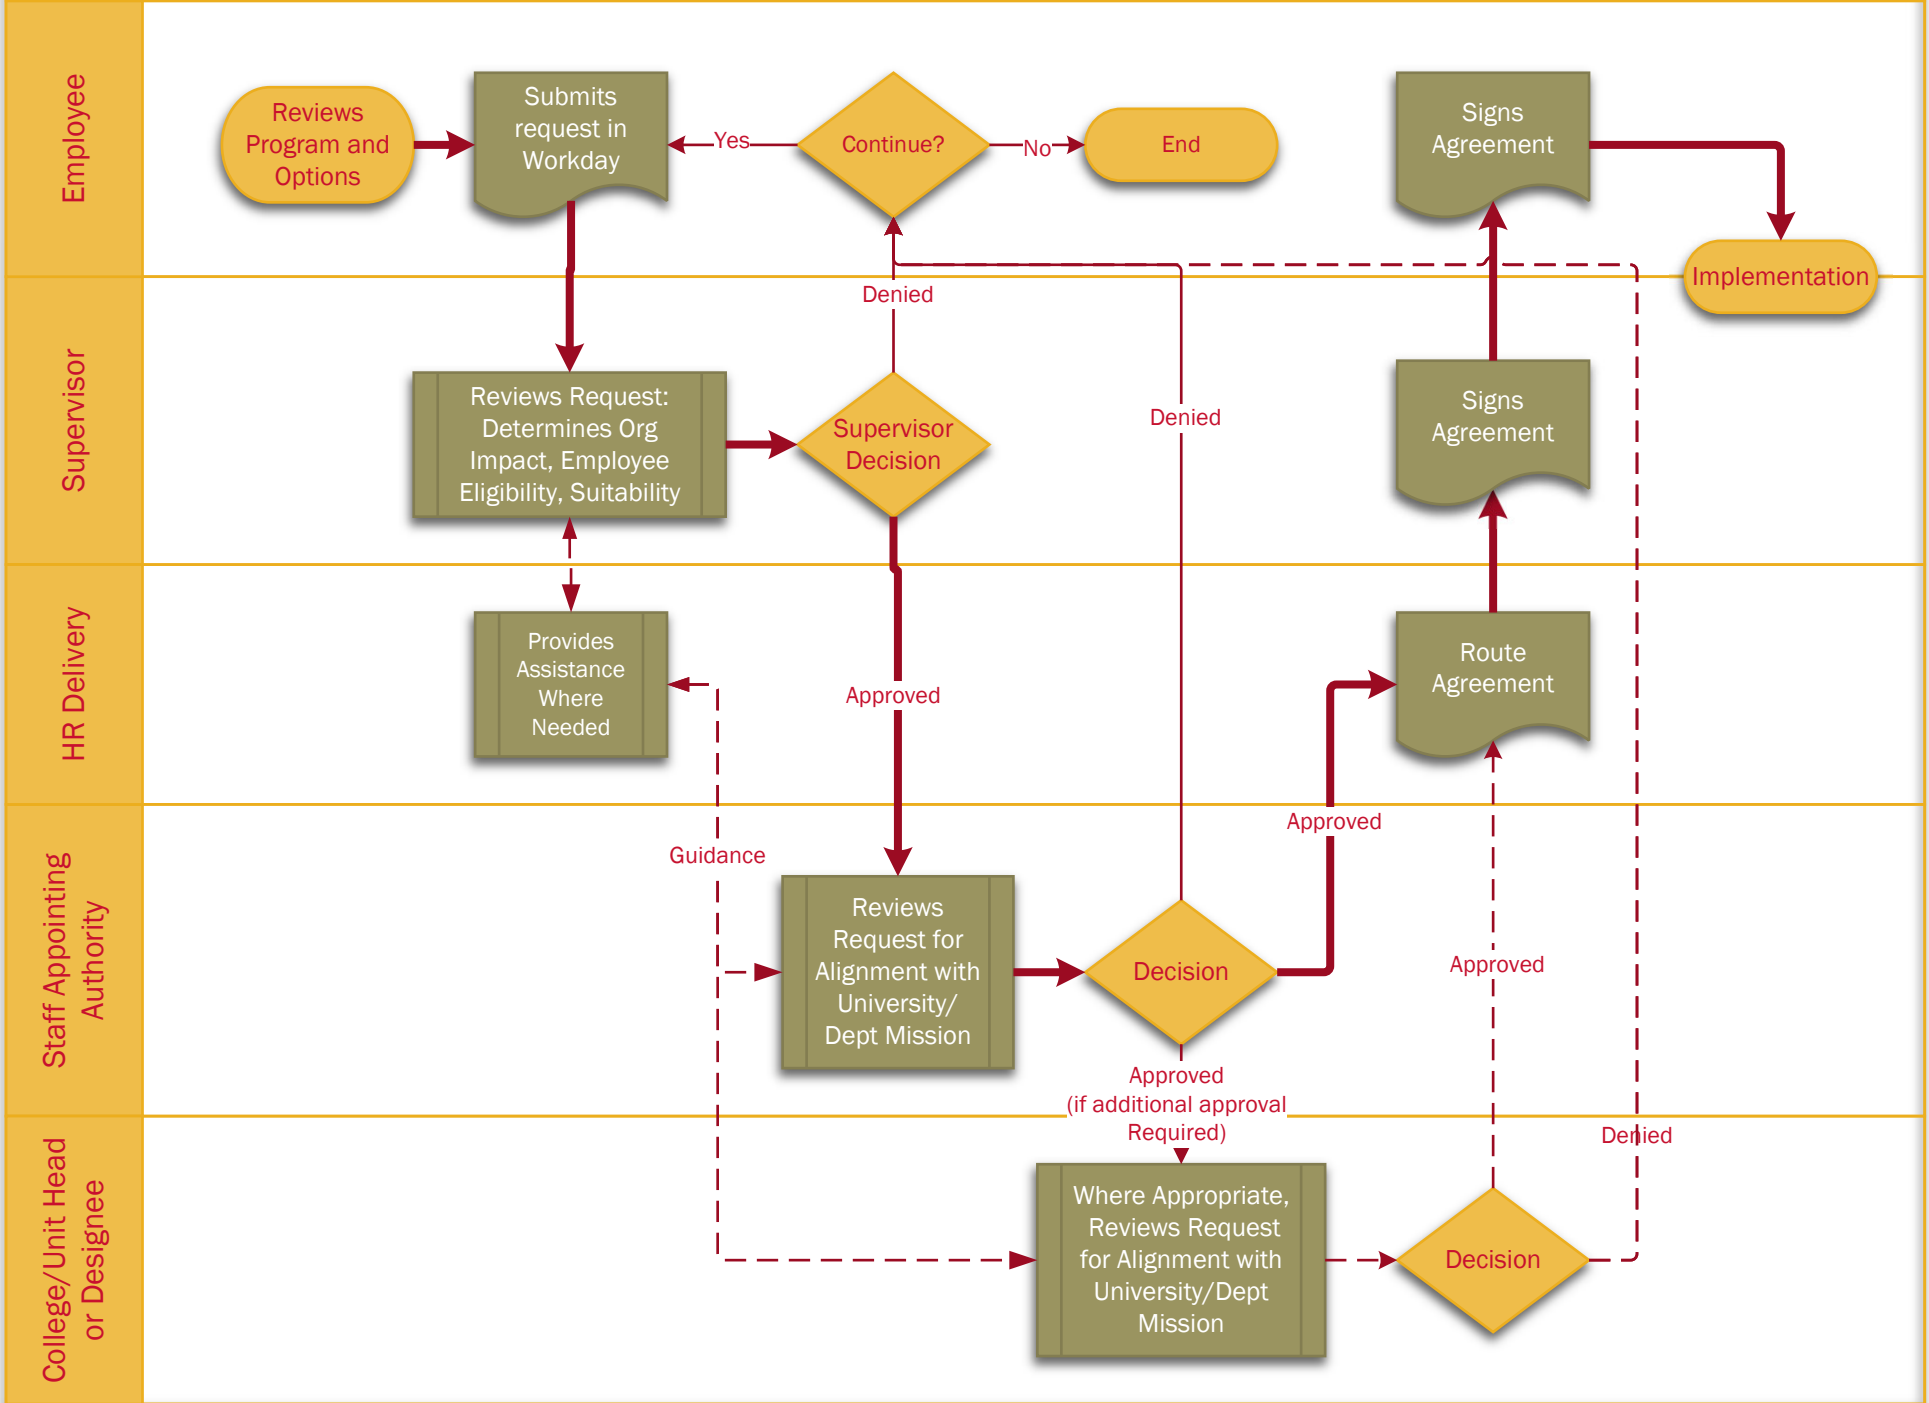 Employee
Reviews
Program and
Options
Submits
request in
Workday
Yes
Continue?
No
End
Signs
Agreement
Implementation
Supervisor
Denied
Reviews Request:
Determines Org
Impact, Employee
Eligibility, Suitability
Supervisor
Decision
Denied
Signs
Agreement
HR Delivery
Provides
Assistance
Where
Needed
Approved
Route
Agreement
Staff Appointing
Authority
Guidance
Approved
Reviews
Request for
Alignment with
University/
Dept Mission
Decision
Approved
Approved
(if additional approval
Required)
College/Unit Head
or Designee
Denied
Where Appropriate,
Reviews Request
for Alignment with
University/Dept
Mission
Decision